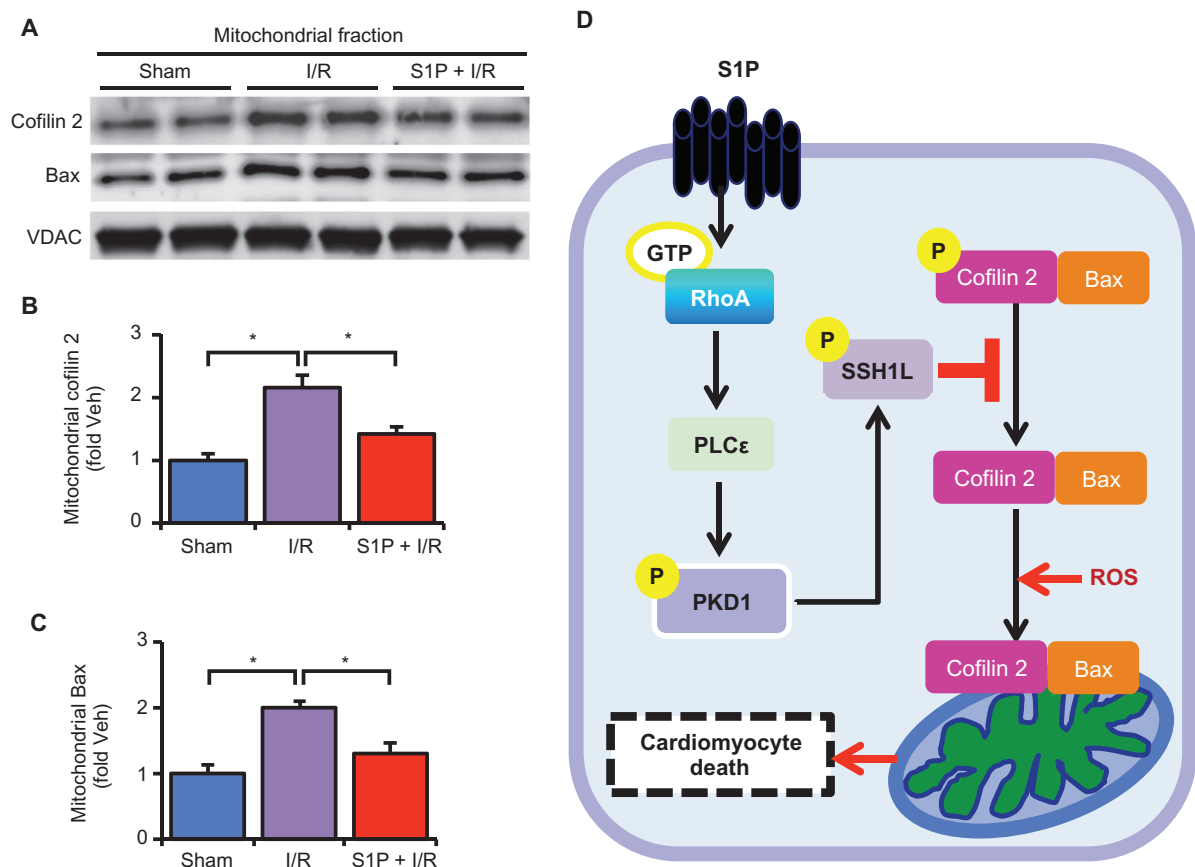 A
Mitochondrial fraction
Sham I/R S1P + I/R
Cofilin 2
Bax
VDAC
B
Mitochondrial cofilin 2
(fold Veh)
3
2
1
0
* *
Sham I/R S1P + I/R
C
Mitochondrial Bax
(fold Veh)
3
2
1
0
* *
Sham I/R S1P + I/R
D
S1P
GTP
RhoA
PLCε
P
PKD1
P
SSH1L
P
Cofilin 2 Bax
Cofilin 2 Bax
ROS
Cofilin 2 Bax
Cardiomyocyte
death